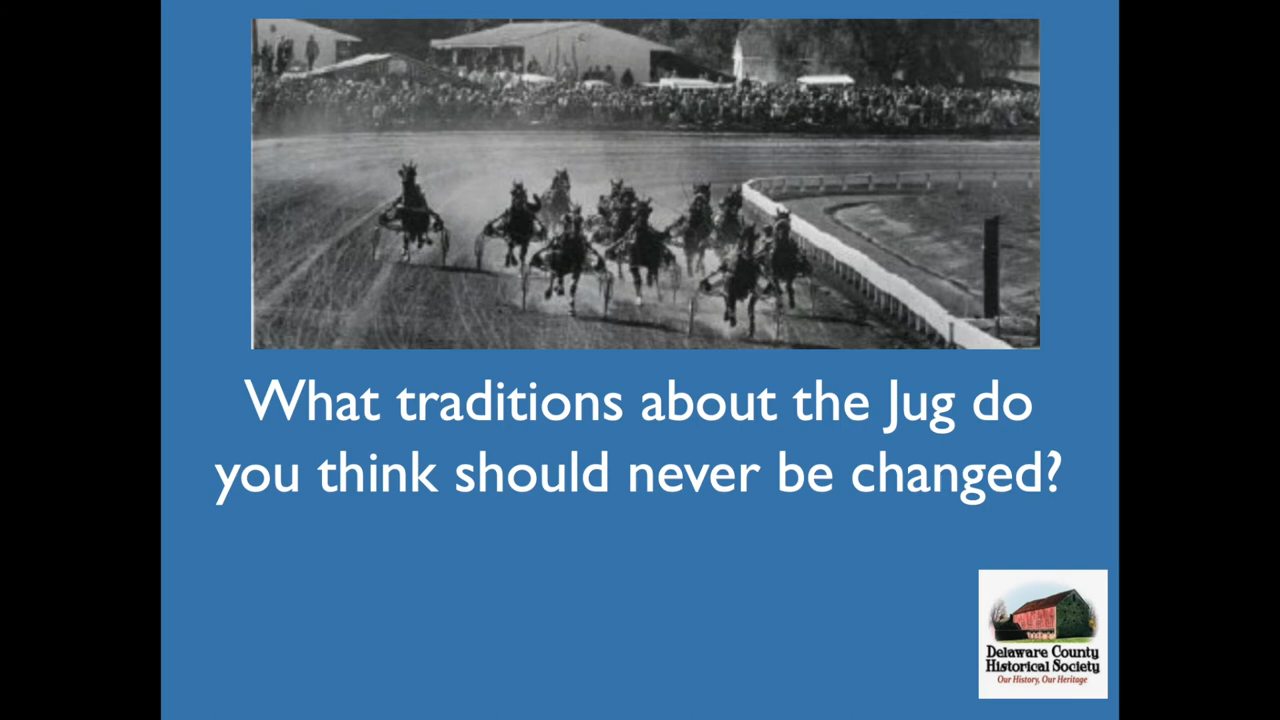 What traditions about the Jug do
you think should never be changed?
Delaware County
Historical Society
Our History, Our Heritage